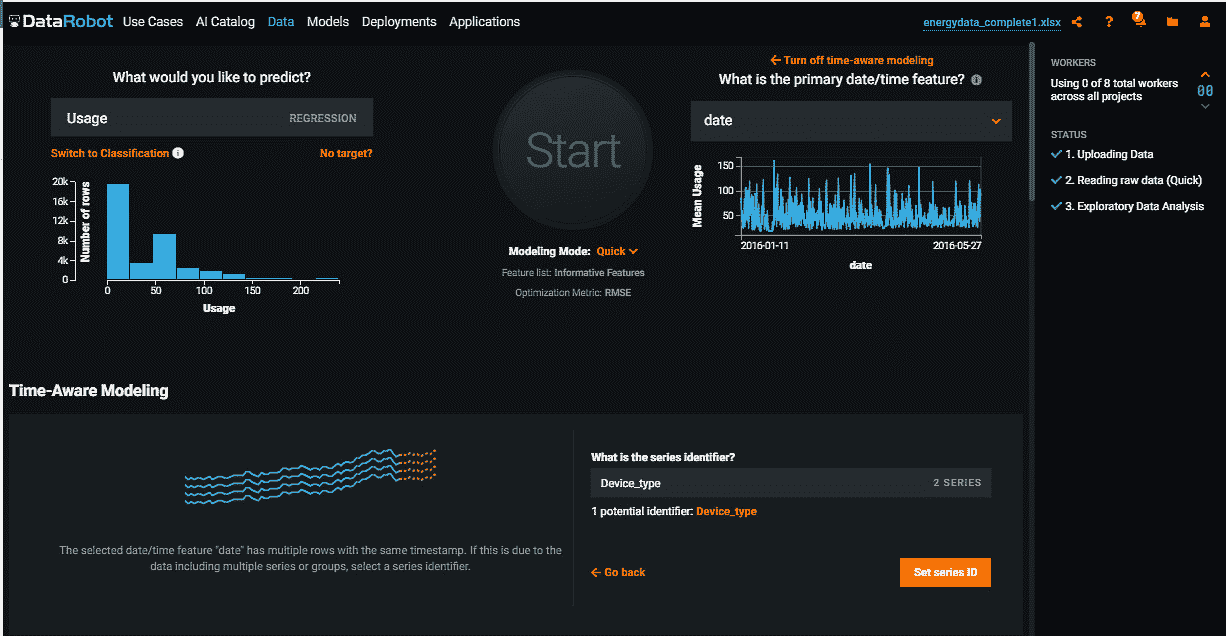 DataRobot Use Cases AI Catalog Data Models Deployments Applications energydata_complete1.xlsx ? 7
Turn off time-aware modeling
What would you like to predict?
Usage REGRESSION
Switch to Classification i No target?
20k
16k
12k
8k
4k
0
Number of rows
0 50 100 150 200
Usage
Start
Modeling Mode: Quick
Feature list: Informative Features
Optimization Metric: RMSE
What is the primary date/time feature? i
date
150
100
50
Mean Usage
2016-01-11 2016-05-27
date
WORKERS
Using 0 of 8 total workers
across all projects
00
STATUS
1. Uploading Data
2. Reading raw data (Quick)
3. Exploratory Data Analysis
Time-Aware Modeling
The selected date/time feature "date" has multiple rows with the same timestamp. If this is due to the
data including multiple series or groups, select a series identifier.
What is the series identifier?
Device_type 2 SERIES
1 potential identifier: Device_type
Go back Set series ID